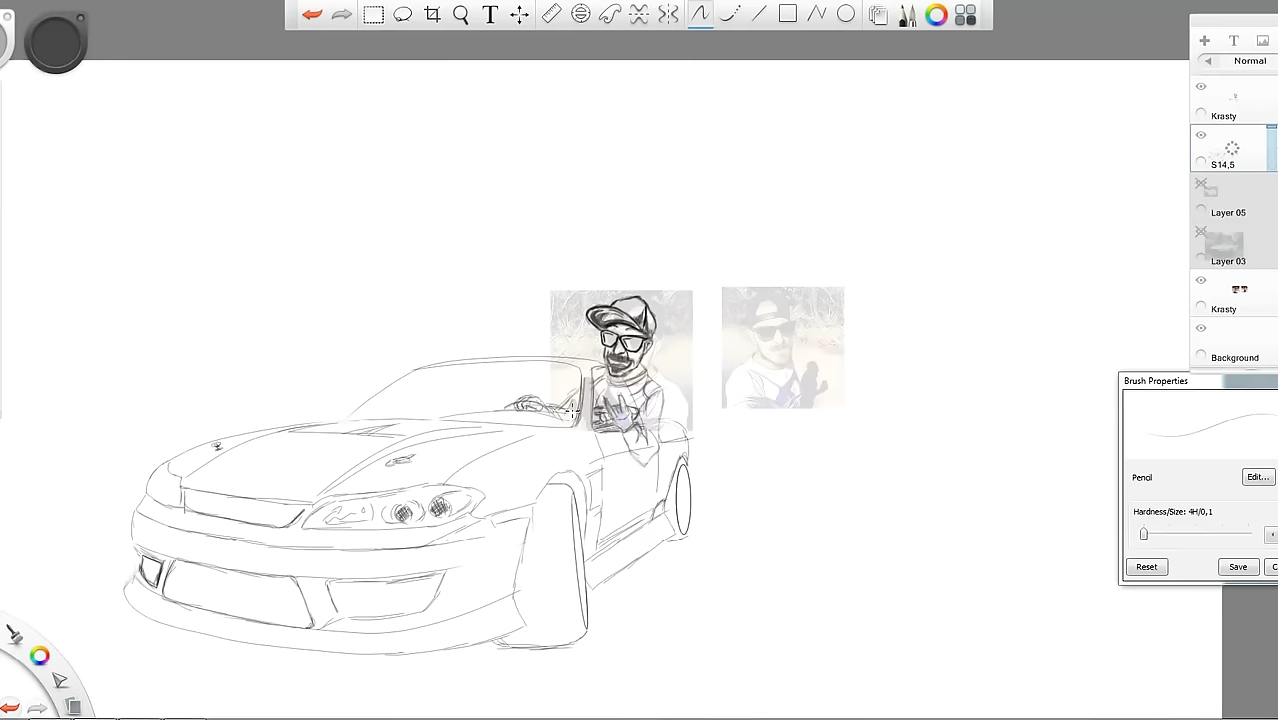 T
T
Normal
Krasty
S14,5
Layer 05
Layer 03
Krasty
Background
Brush Properties
Pencil
Edit...
Hardness/Size: 4H/0,1
Reset
Save